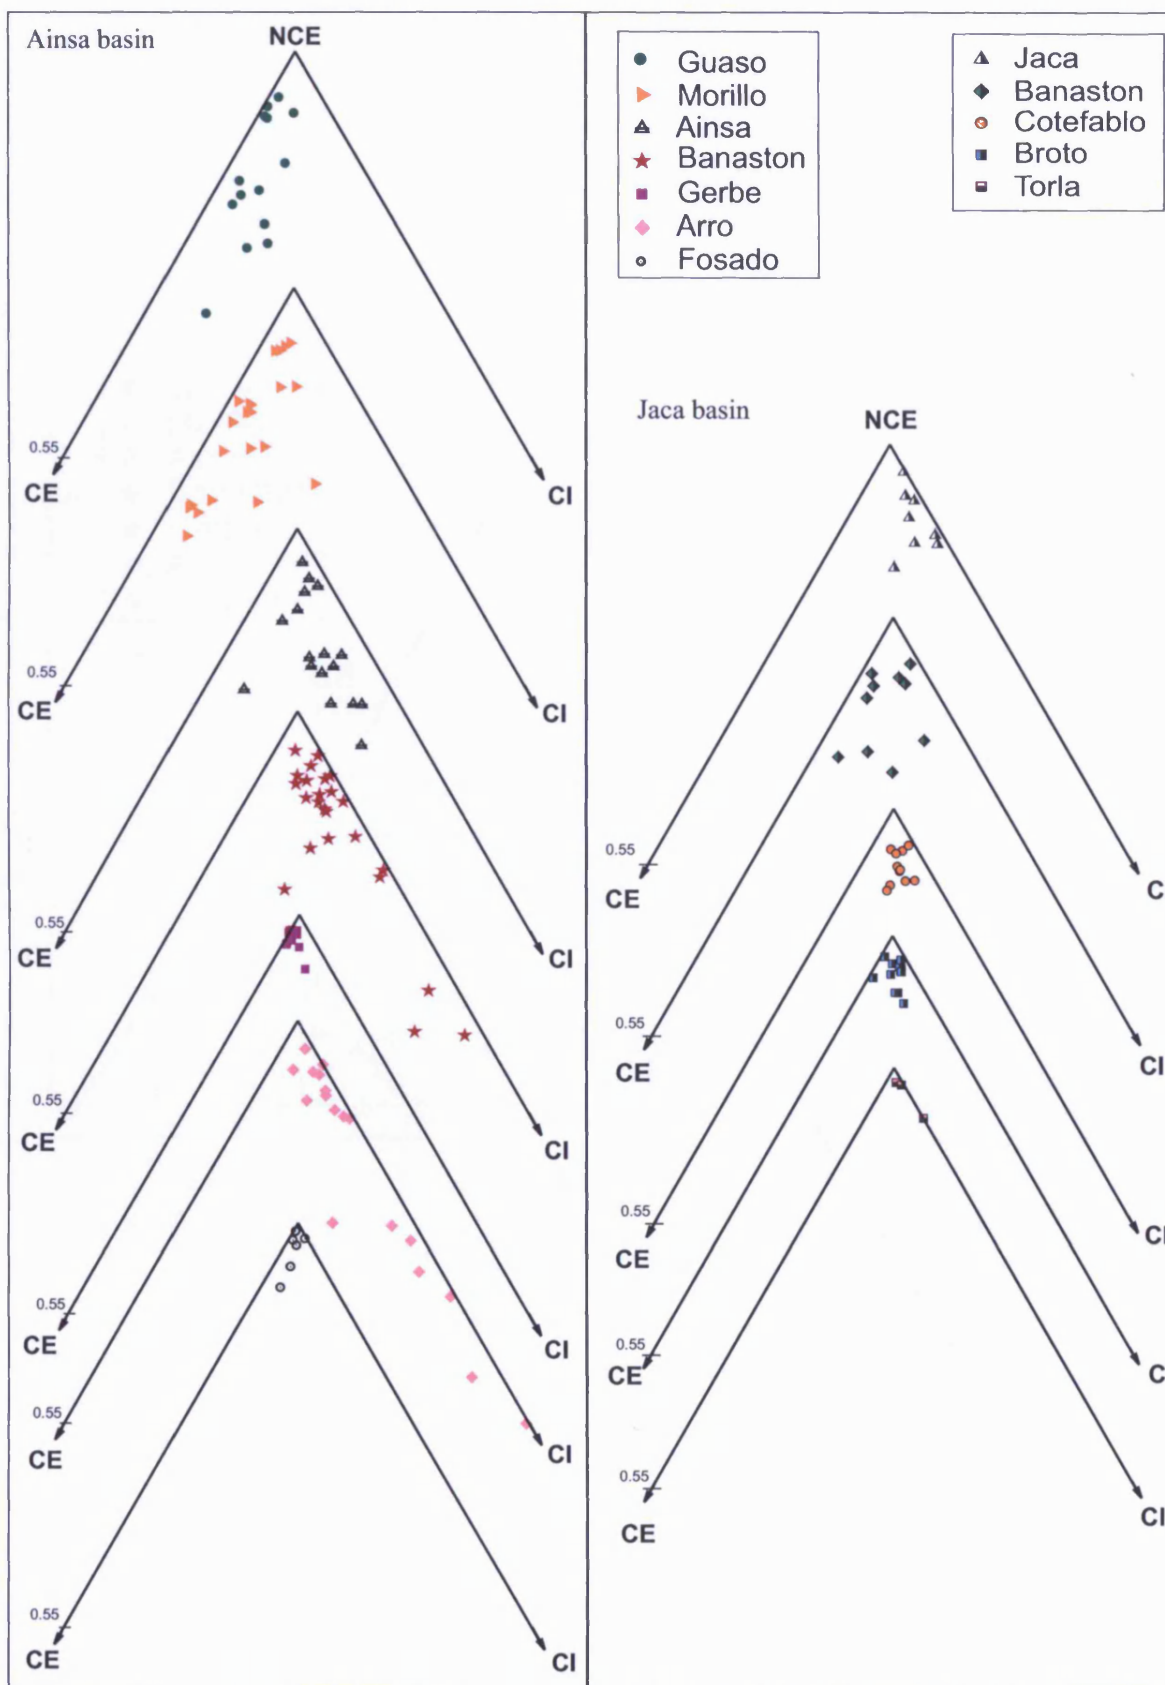 Ainsa basin
NCE
Guaso
Morillo
Ainsa
Banaston
Gerbe
Arro
Fosado
Jaca
Banaston
Cotefablo
Broto
Torla
0.55
CE
CI
0.55
CE
CI
0.55
CE
CI
0.55
CE
CI
0.55
CE
CI
0.55
CE
CI
0.55
CE
CI
Jaca basin
NCE
0.55
CE
C
0.55
CE
CI
0.55
CE
CI
0.55
CE
C
0.55
CE
CI